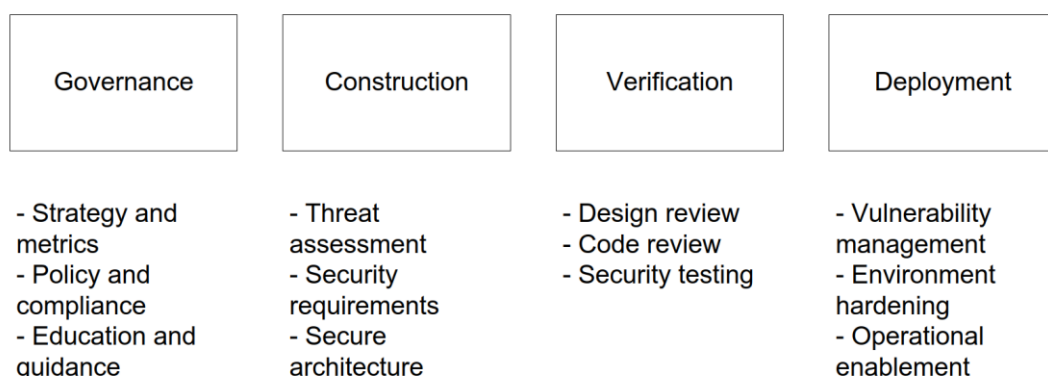 Governance
Construction
Verification
Deployment
- Strategy and
metrics
- Policy and
compliance
- Education and
guidance
- Threat
assessment
- Security
requirements
- Secure
architecture
- Design review
- Code review
- Security testing
- Vulnerability
management
- Environment
hardening
- Operational
enablement